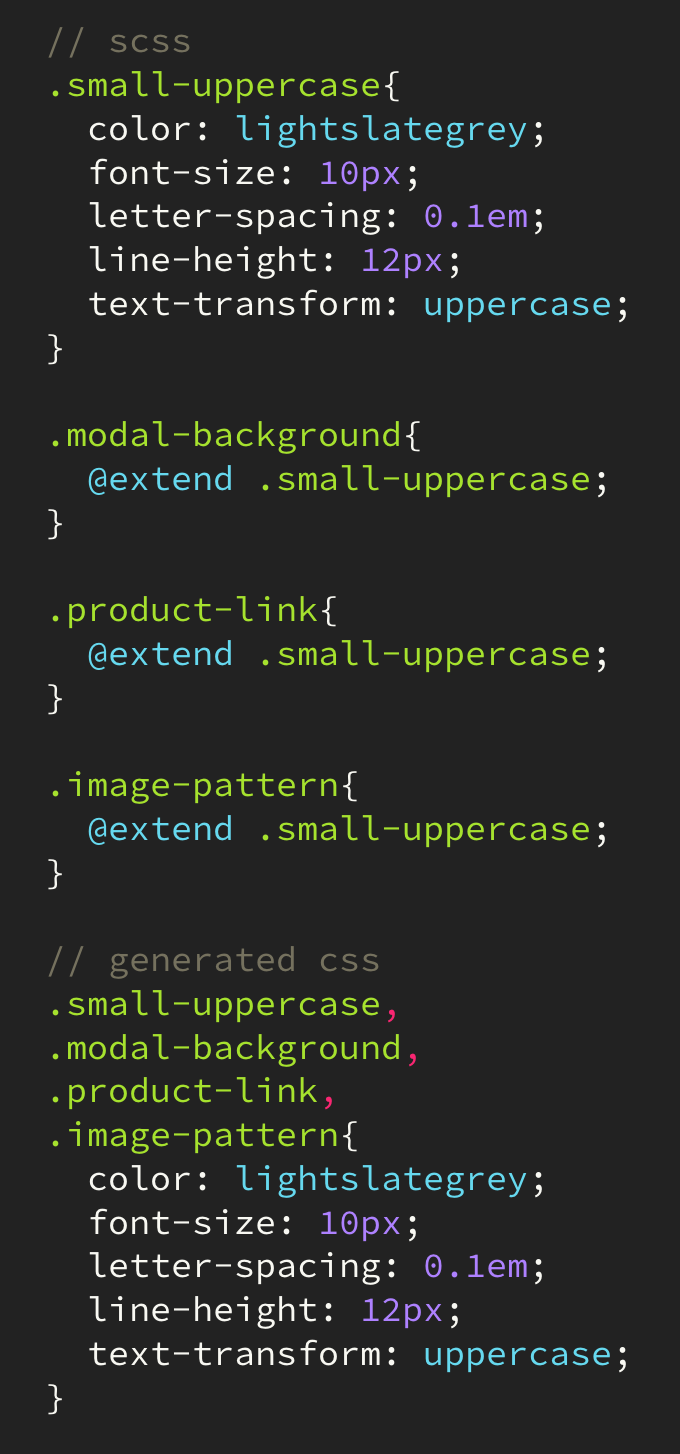 // scss
.small-uppercase{
  color: lightslategrey;
  font-size: 10px;
  letter-spacing: 0.1em;
  line-height: 12px;
  text-transform: uppercase;
}

.modal-background{
  @extend .small-uppercase;
}

.product-link{
  @extend .small-uppercase;
}

.image-pattern{
  @extend .small-uppercase;
}

// generated css
.small-uppercase,
.modal-background,
.product-link,
.image-pattern{
  color: lightslategrey;
  font-size: 10px;
  letter-spacing: 0.1em;
  line-height: 12px;
  text-transform: uppercase;
}